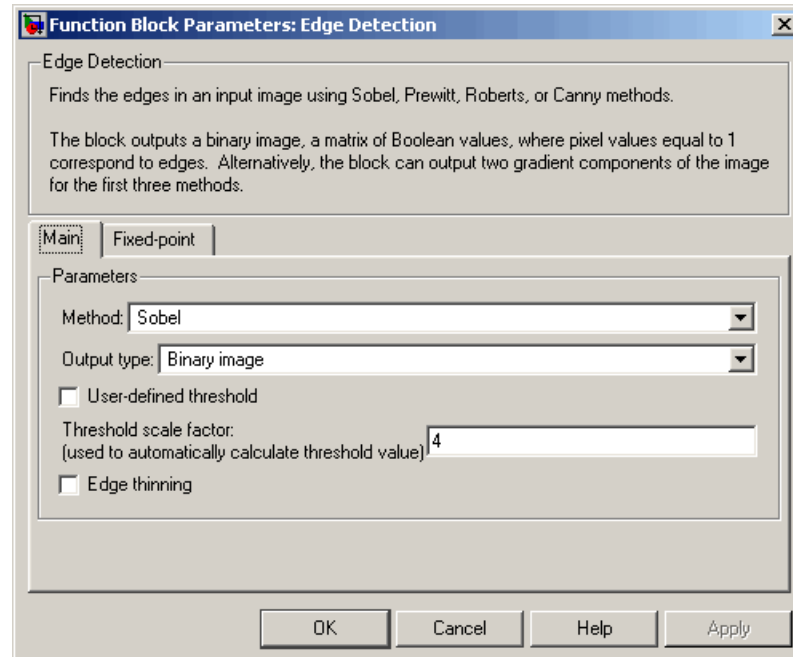 Function Block Parameters: Edge Detection
Edge Detection
Finds the edges in an input image using Sobel, Prewitt, Roberts, or Canny methods.
The block outputs a binary image, a matrix of Boolean values, where pixel values equal to 1
correspond to edges.  Alternatively, the block can output two gradient components of the image
for the first three methods.
Main Fixed-point
Parameters
Method: Sobel
Output type: Binary image
User-defined threshold
Threshold scale factor:
(used to automatically calculate threshold value) 4
Edge thinning
OK Cancel Help Apply